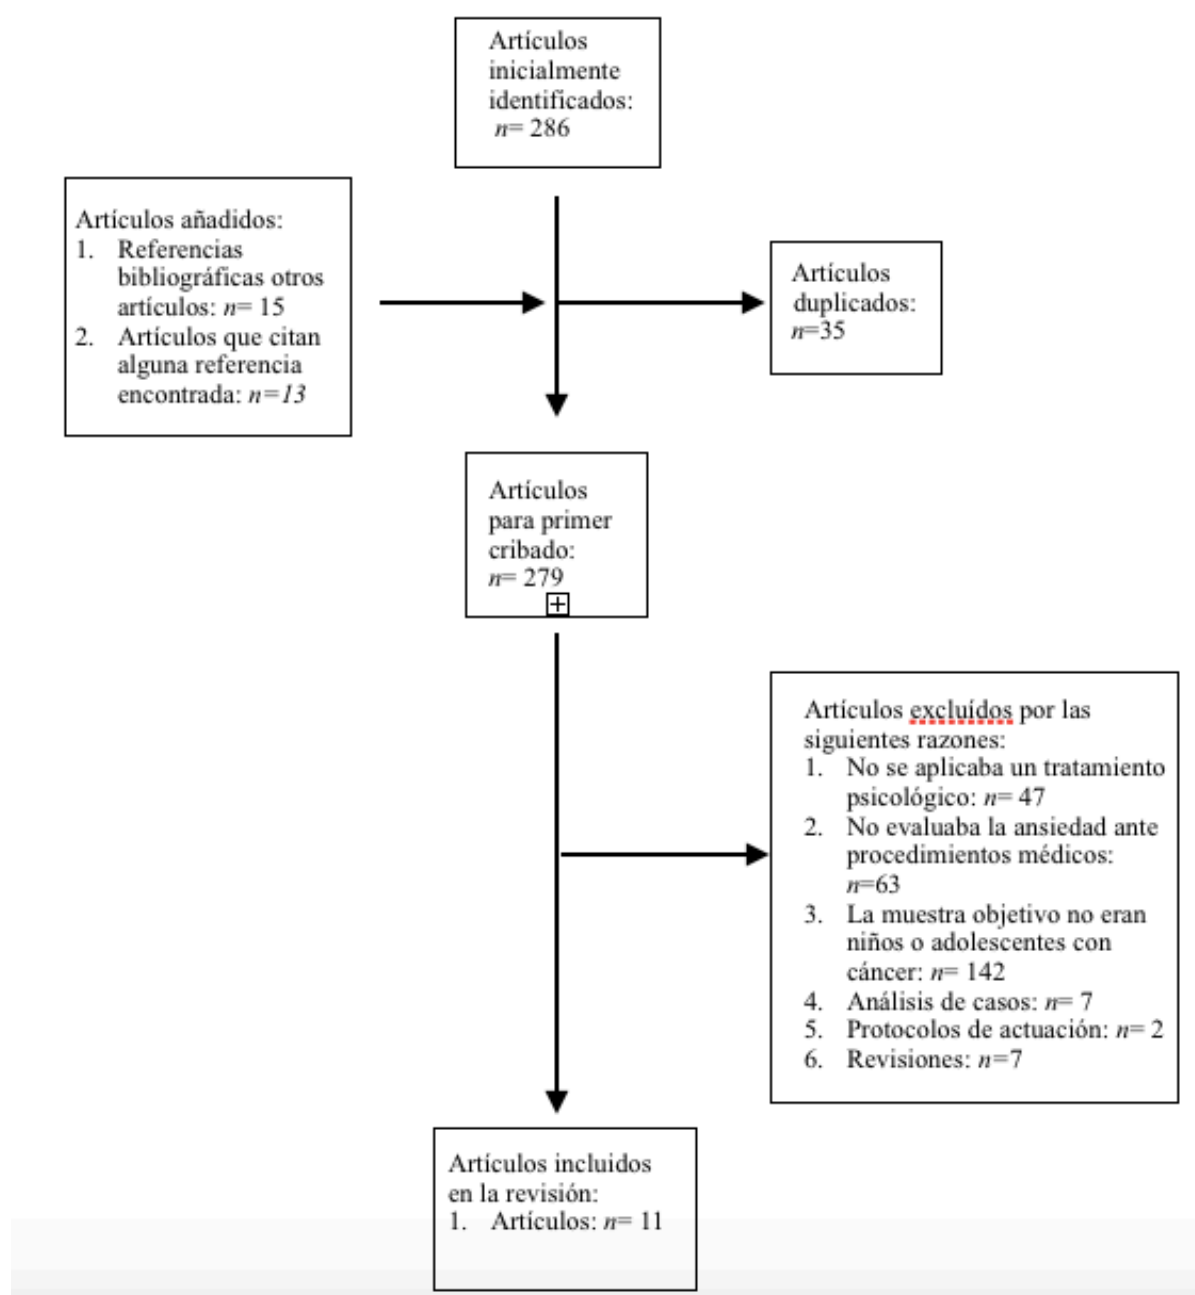 Artículos
inicialmente
identificados:
n= 286
Artículos añadidos:
1. Referencias
bibliográficas otros
artículos: n= 15
2. Artículos que citan
alguna referencia
encontrada: n=13
Artículos
duplicados:
n=35
Artículos
para primer
cribado:
n= 279
Artículos excluídos por las
siguientes razones:
1. No se aplicaba un tratamiento
psicológico: n= 47
2. No evaluaba la ansiedad ante
procedimientos médicos:
n=63
3. La muestra objetivo no eran
niños o adolescentes con
cáncer: n= 142
4. Análisis de casos: n= 7
5. Protocolos de actuación: n= 2
6. Revisiones: n=7
Artículos incluidos
en la revisión:
1. Artículos: n= 11